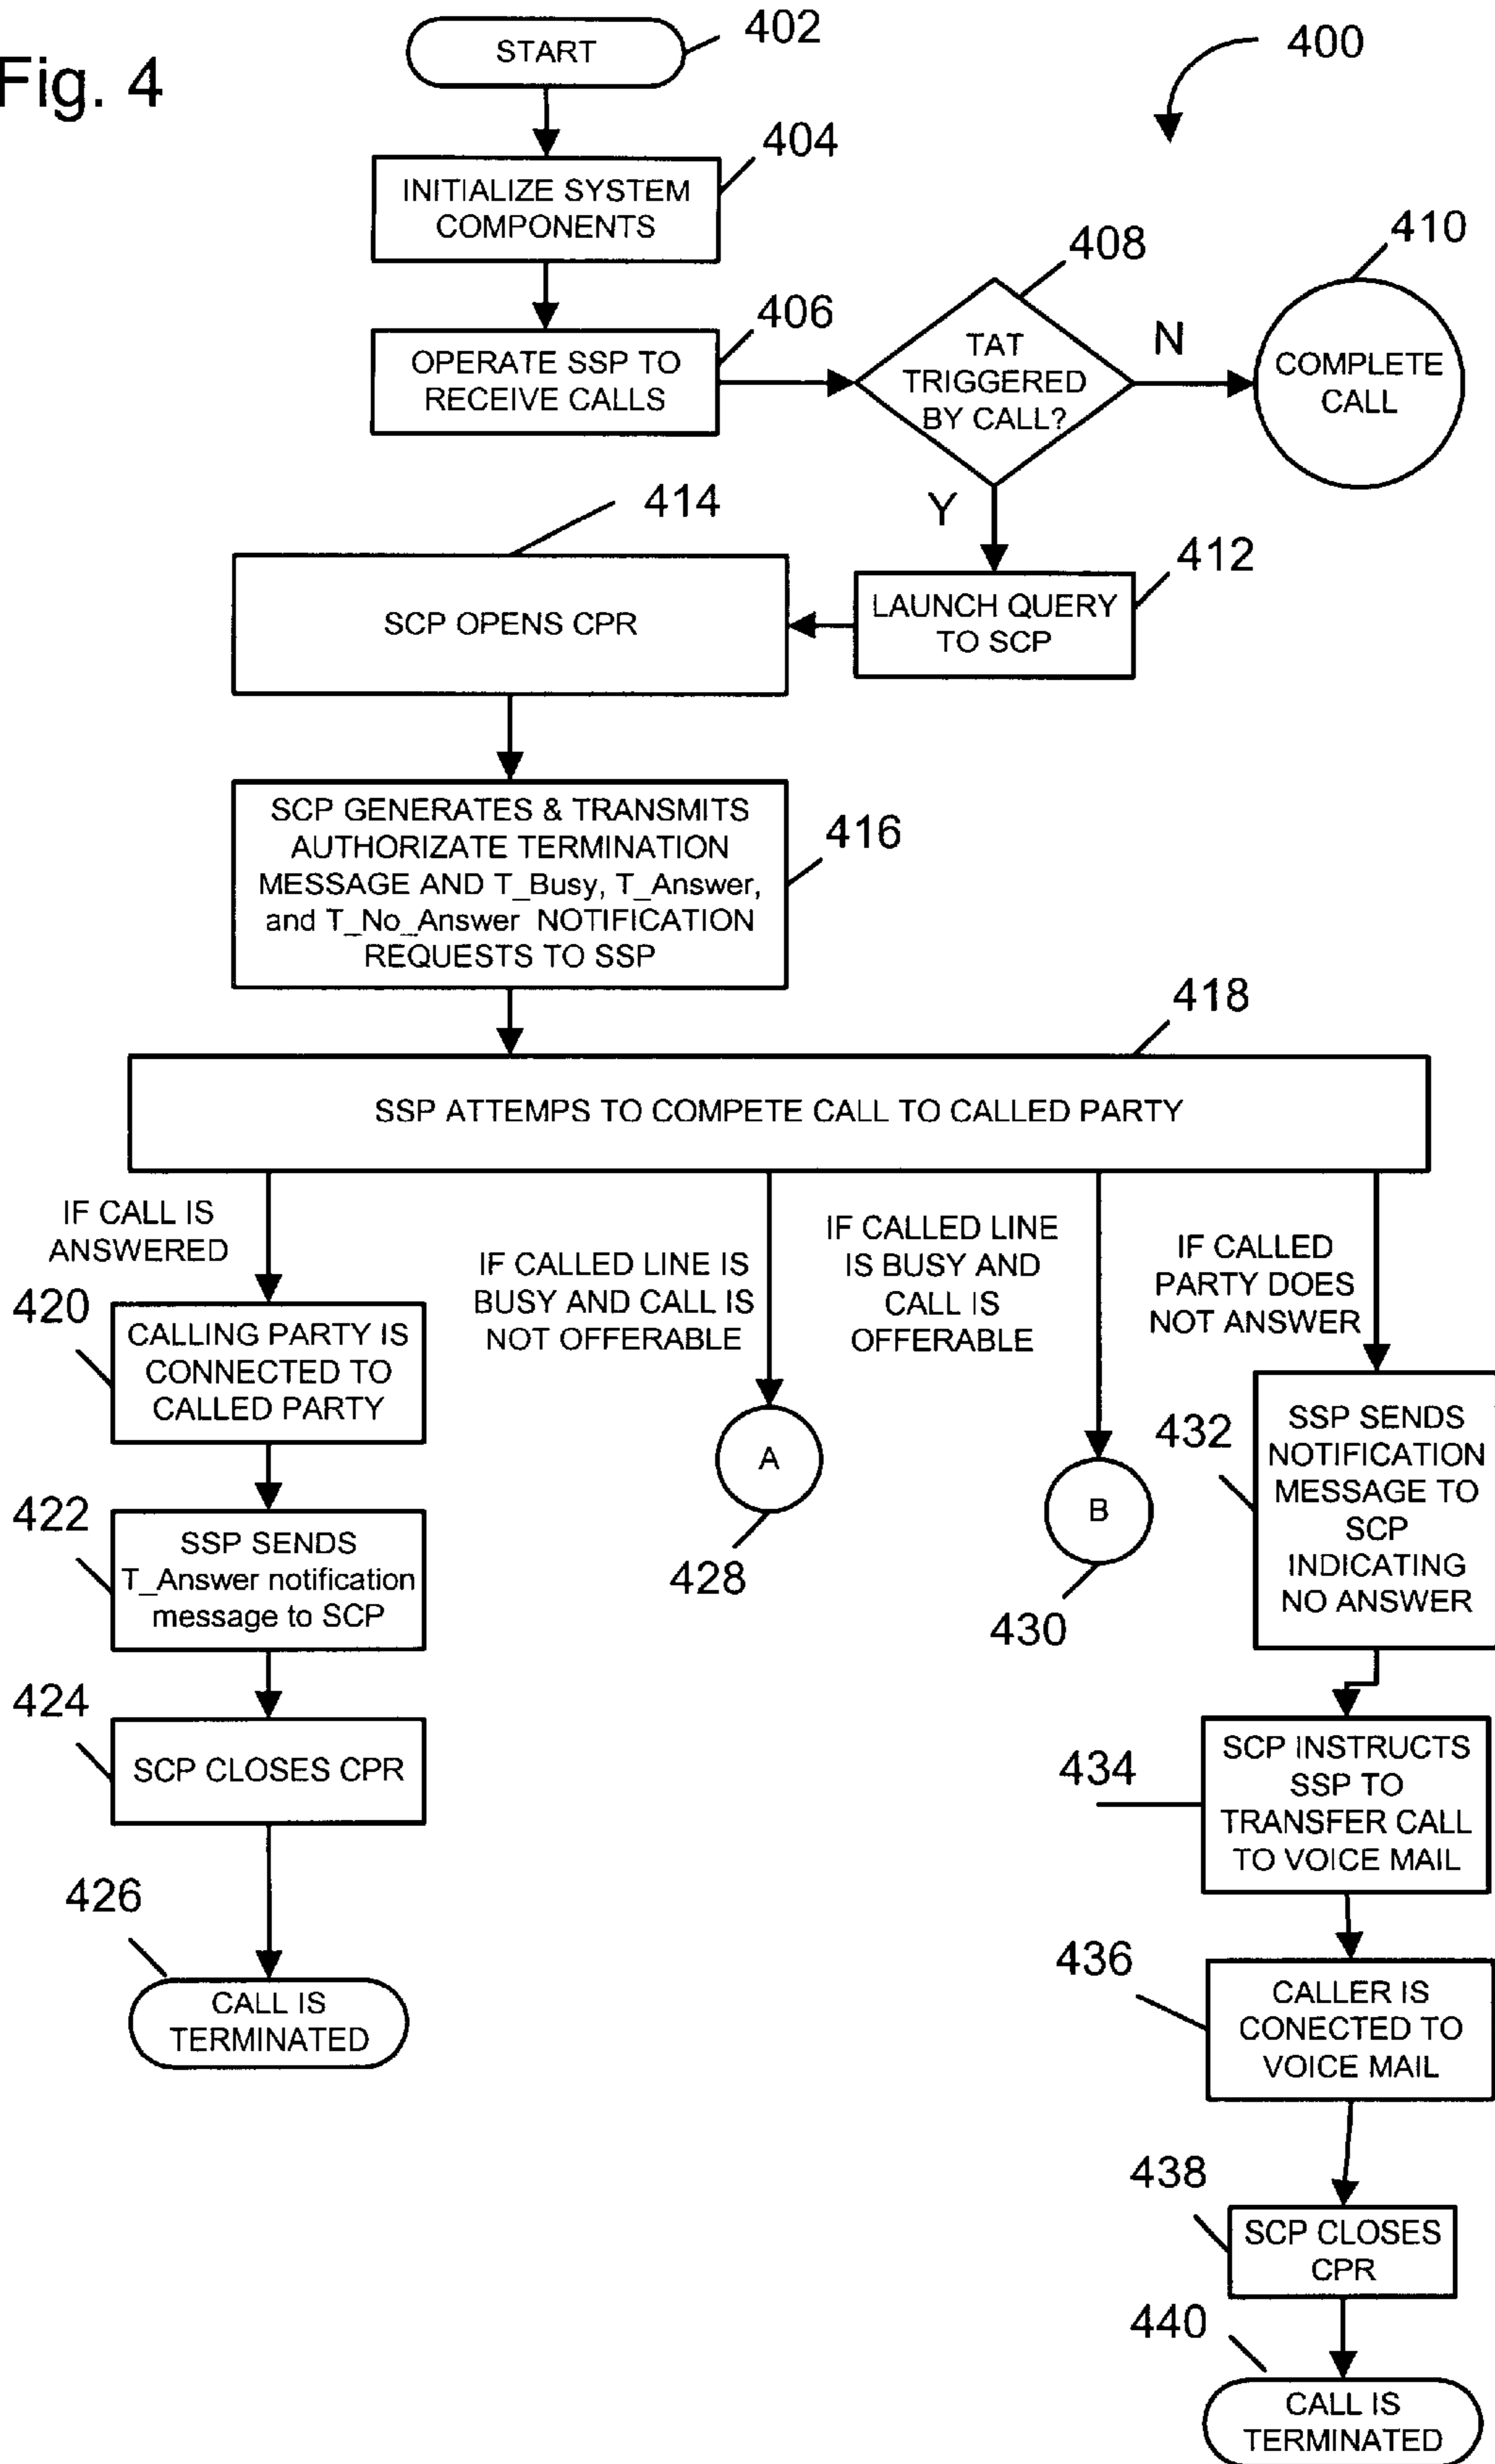 Fig. 4
400
START
402
INITIALIZE SYSTEM
COMPONENTS
404
OPERATE SSP TO
RECEIVE CALLS
406
TAT
TRIGGERED
BY CALL?
408
N
COMPLETE
CALL
410
Y
LAUNCH QUERY
TO SCP
412
SCP OPENS CPR
414
SCP GENERATES & TRANSMITS
AUTHORIZATE TERMINATION
MESSAGE AND T_Busy, T_Answer,
and T_No_Answer NOTIFICATION
REQUESTS TO SSP
416
418
SSP ATTEMPS TO COMPETE CALL TO CALLED PARTY
IF CALL IS
ANSWERED
420
CALLING PARTY IS
CONNECTED TO
CALLED PARTY
422
SSP SENDS
T_Answer notification
message to SCP
424
SCP CLOSES CPR
426
CALL IS
TERMINATED
IF CALLED LINE IS
BUSY AND CALL IS
NOT OFFERABLE
A
428
IF CALLED LINE
IS BUSY AND
CALL IS
OFFERABLE
B
430
IF CALLED
PARTY DOES
NOT ANSWER
432
SSP SENDS
NOTIFICATION
MESSAGE TO
SCP
INDICATING
NO ANSWER
434
SCP INSTRUCTS
SSP TO
TRANSFER CALL
TO VOICE MAIL
436
CALLER IS
CONECTED TO
VOICE MAIL
438
SCP CLOSES
CPR
440
CALL IS
TERMINATED